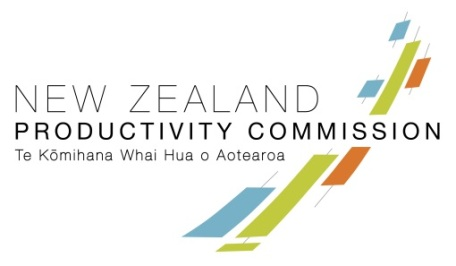 NEW ZEALAND
PRODUCTIVITY COMMISSION
Te Kōmihana Whai Hua o Aotearoa